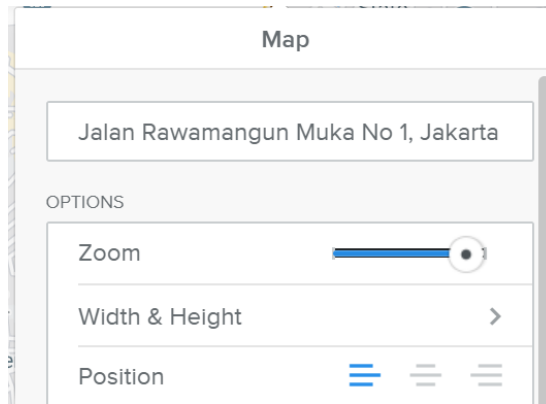 Map
Jalan Rawamangun Muka No 1, Jakarta
OPTIONS
Zoom
Width & Height
Position